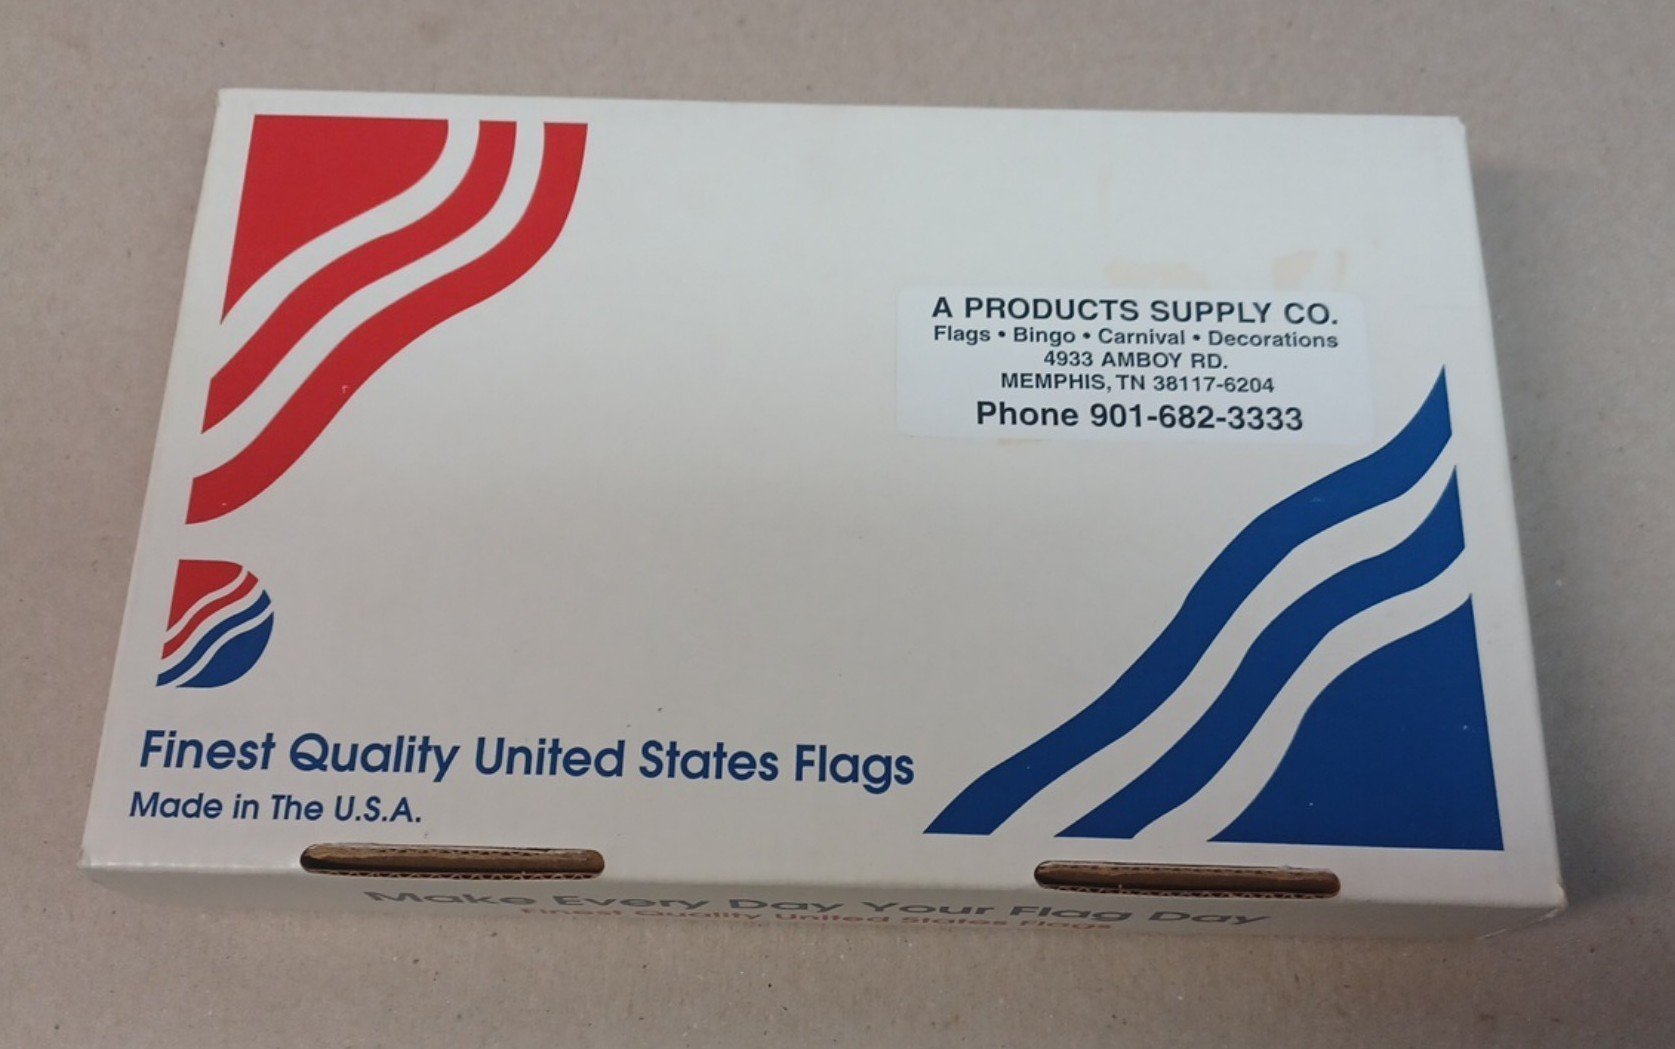 A PRODUCTS SUPPLY CO.
Flags • Bingo • Carnival • Decorations
4933 AMBOY RD.
MEMPHIS, TN 38117-6204
Phone 901-682-3333
Finest Quality United States Flags
Made in The U.S.A.
Make Every Day Your Flag Day
Finest Quality United States Flags